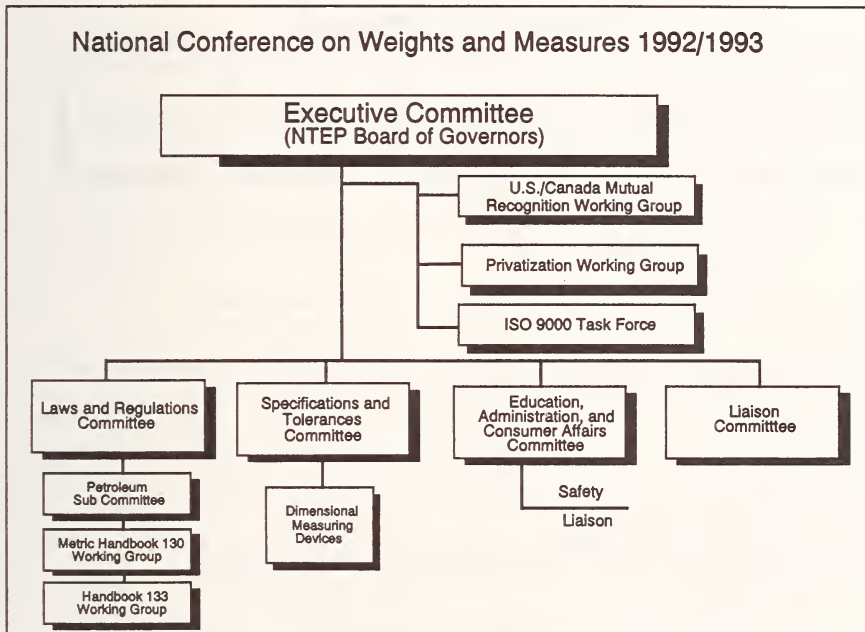 National Conference on Weights and Measures 1992/1993
Executive Committee
(NTEP Board of Governors)
U.S./Canada Mutual
Recognition Working Group
Privatization Working Group
ISO 9000 Task Force
Laws and Regulations
Committee
Petroleum
Sub Committee
Metric Handbook 130
Working Group
Handbook 133
Working Group
Specifications and
Tolerances
Committee
Dimensional
Measuring
Devices
Education,
Administration, and
Consumer Affairs
Committee
Safety
Liaison
Liaison
Committtee